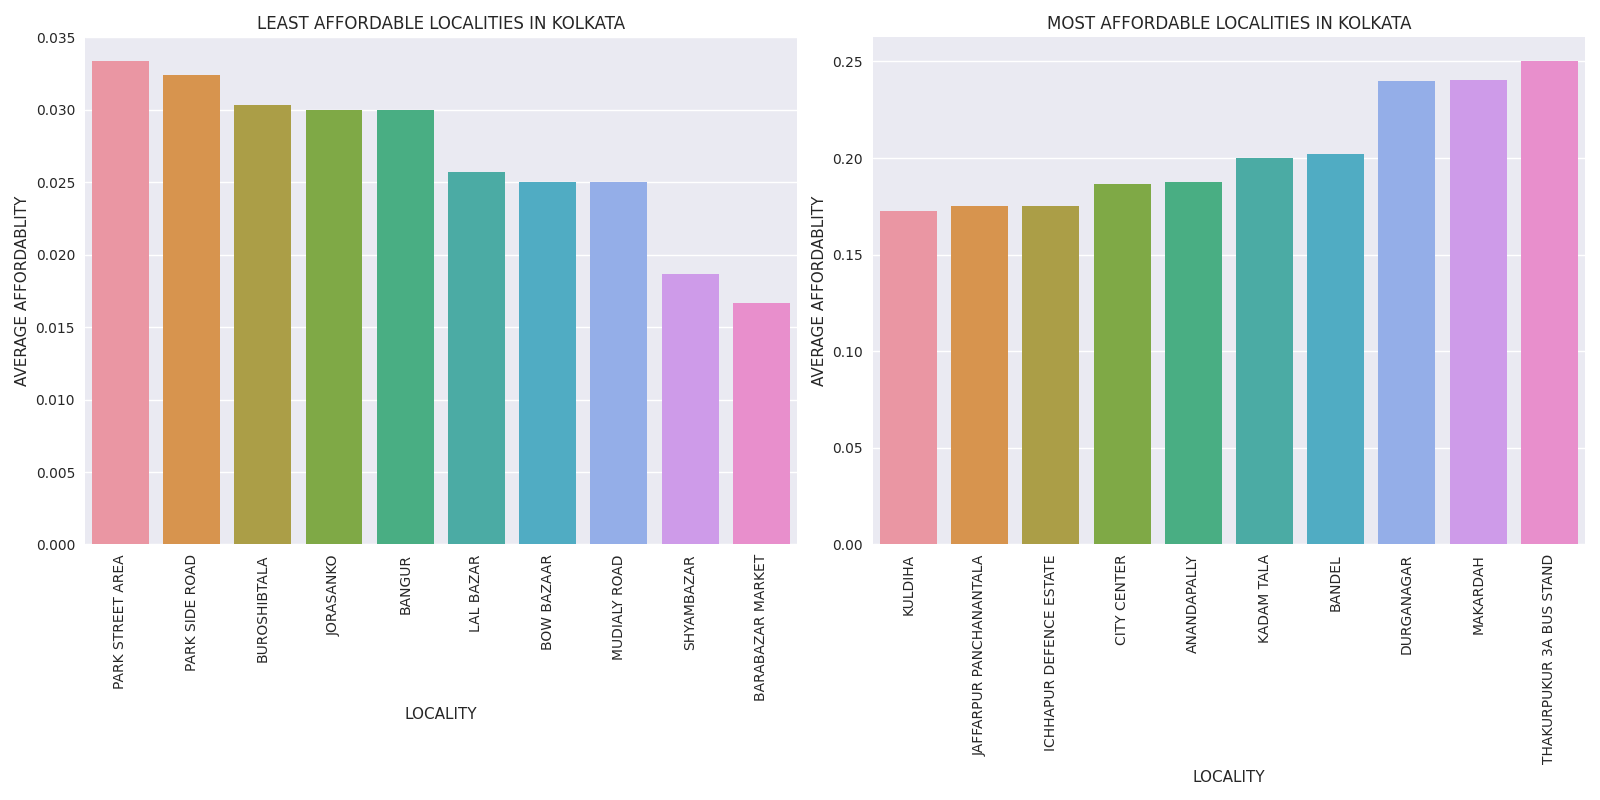 LEAST AFFORDABLE LOCALITIES IN KOLKATA
AVERAGE AFFORDABLITY
0.035
0.030
0.025
0.020
0.015
0.010
0.005
0.000
PARK STREET AREA
PARK SIDE ROAD
BUROSHIBTALA
JORASANKO
BANGUR
LAL BAZAR
BOW BAZAAR
MUDIALY ROAD
SHYAMBAZAR
BARABAZAR MARKET
LOCALITY
MOST AFFORDABLE LOCALITIES IN KOLKATA
AVERAGE AFFORDABLITY
0.25
0.20
0.15
0.10
0.05
0.00
KULDIHA
JAFFARPUR PANCHANANTALA
ICHHAPUR DEFENCE ESTATE
CITY CENTER
ANANDAPALLY
KADAM TALA
BANDEL
DURGANAGAR
MAKARDAH
THAKURPUKUR 3A BUS STAND
LOCALITY